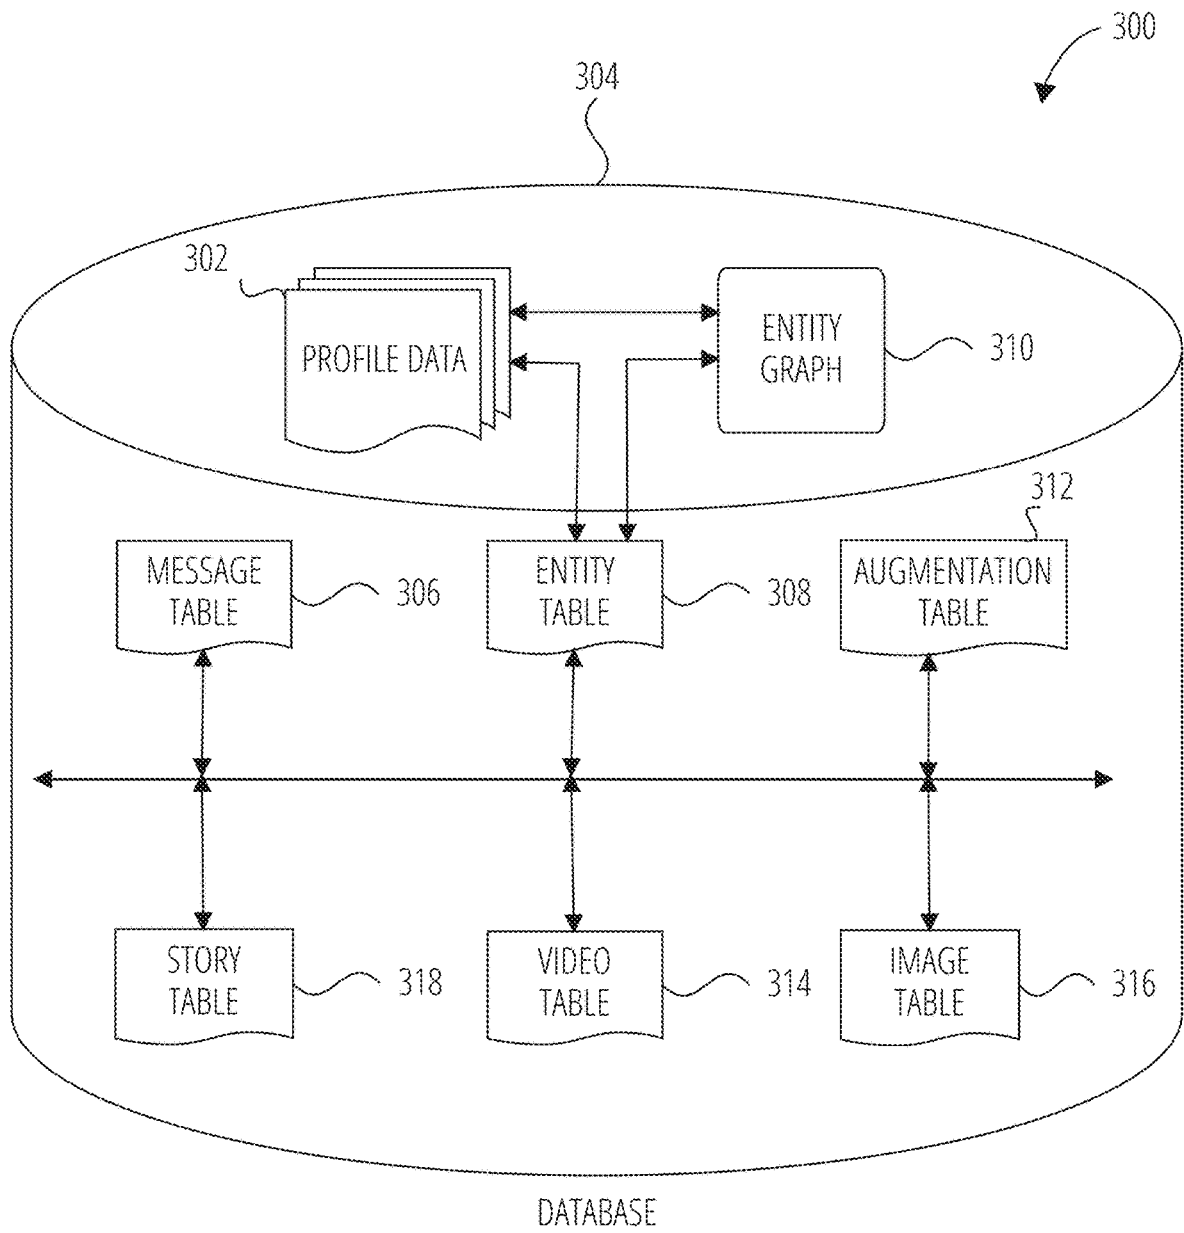 300
304
302
PROFILE DATA
ENTITY
GRAPH
310
312
MESSAGE
TABLE
306
ENTITY
TABLE
308
AUGMENTATION
TABLE
STORY
TABLE
318
VIDEO
TABLE
314
IMAGE
TABLE
316
DATABASE